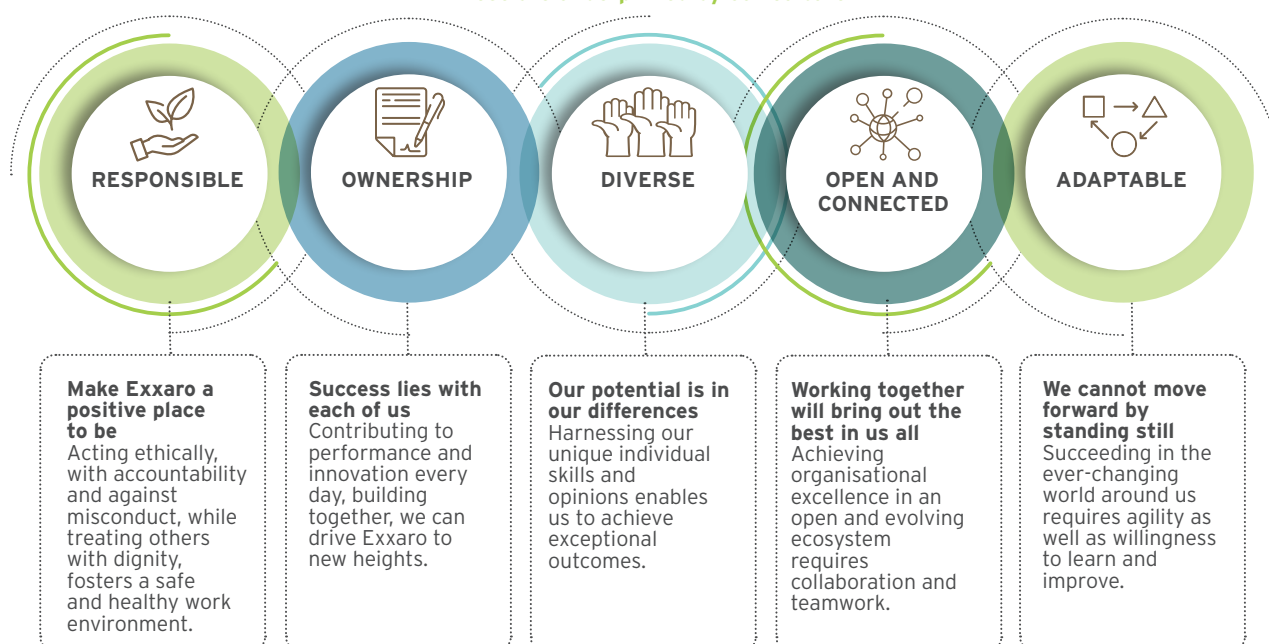 RESPONSIBLE
OWNERSHIP
DIVERSE
OPEN AND
CONNECTED
ADAPTABLE
Make Exxaro a
positive place
to be
Acting ethically,
with accountability
and against
misconduct, while
treating others
with dignity,
fosters a safe
and healthy work
environment.
Success lies with
each of us
Contributing to
performance and
innovation every
day, building
together, we can
drive Exxaro to
new heights.
Our potential is in
our differences
Harnessing our
unique individual
skills and
opinions enables
us to achieve
exceptional
outcomes.
Working together
will bring out the
best in us all
Achieving
organisational
excellence in an
open and evolving
ecosystem
requires
collaboration and
teamwork.
We cannot move
forward by
standing still
Succeeding in the
ever-changing
world around us
requires agility as
well as willingness
to learn and
improve.